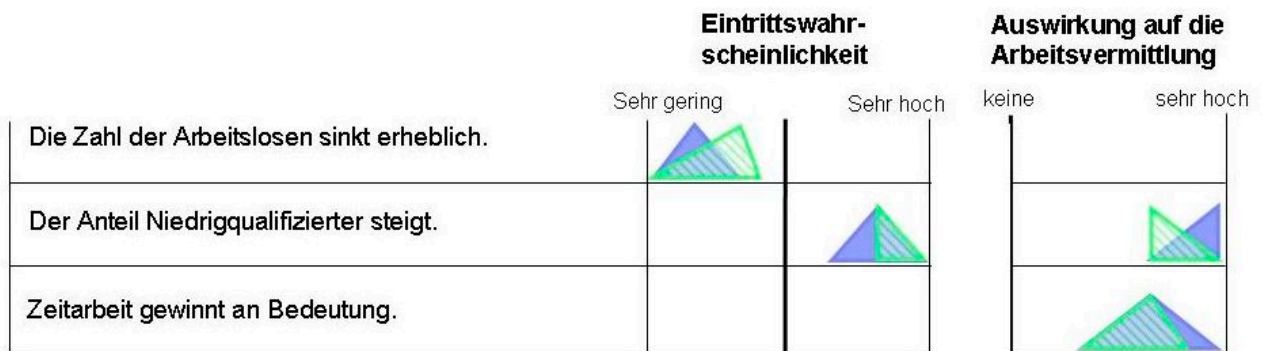 Eintrittswahr-
scheinlichkeit
Auswirkung auf die
Arbeitsvermittlung
Sehr gering
Sehr hoch
keine
sehr hoch
Die Zahl der Arbeitslosen sinkt erheblich.
Der Anteil Niedrigqualifizierter steigt.
Zeitarbeit gewinnt an Bedeutung.